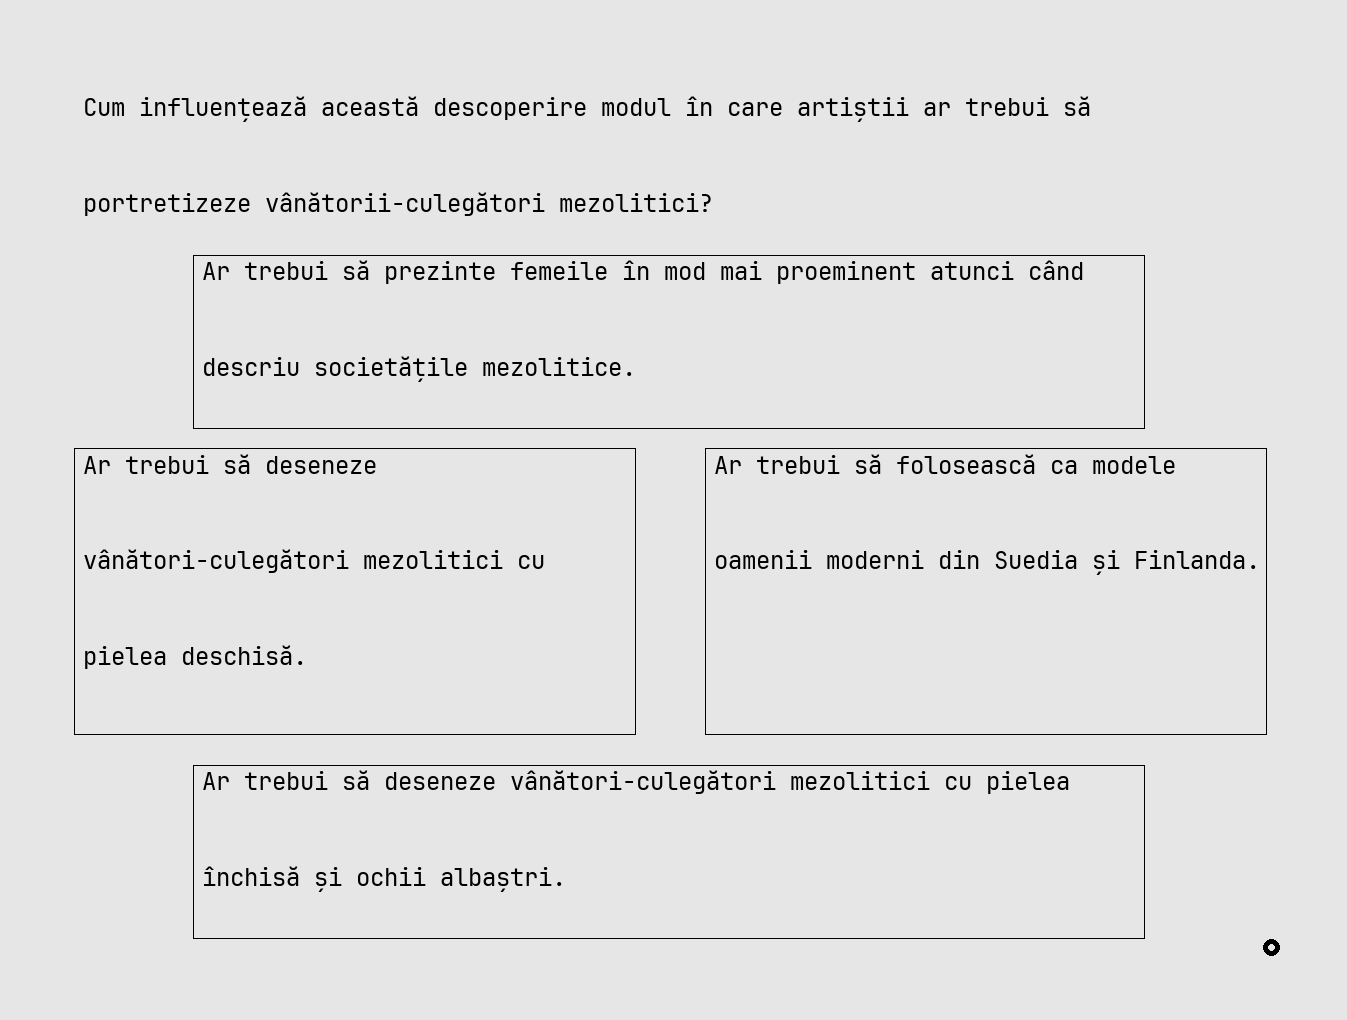 Cum influențează această descoperire modul în care artiștii ar trebui să
portretizeze vânătorii-culegători mezolitici?
Ar trebui să prezinte femeile în mod mai proeminent atunci când
descriu societățile mezolitice.
Ar trebui să deseneze
vânători-culegători mezolitici cu
pielea deschisă.
Ar trebui să folosească ca modele
oamenii moderni din Suedia și Finlanda.
Ar trebui să deseneze vânători-culegători mezolitici cu pielea
închisă și ochii albaștri.